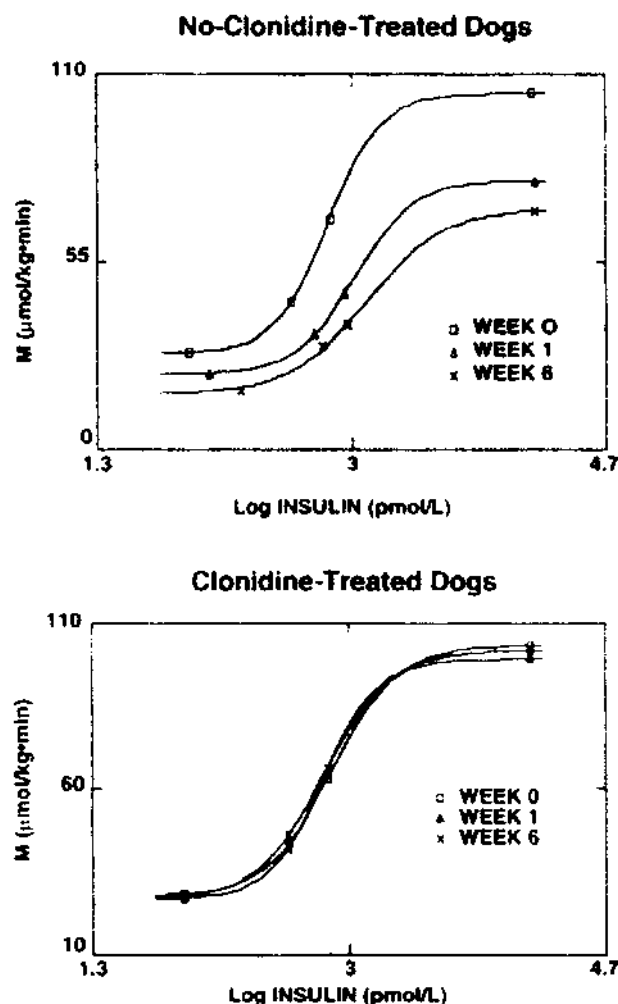 No-Clonidine-Treated Dogs
110
M (µmol/kg•min)
55
□ WEEK O
▵ WEEK 1
× WEEK 6
0
1.3 3 4.7
Log INSULIN (pmol/L)
Clonidine-Treated Dogs
110
M (µmol/kg•min)
60
○ WEEK 0
▲ WEEK 1
× WEEK 6
10
1.3 3 4.7
Log INSULIN (pmol/L)